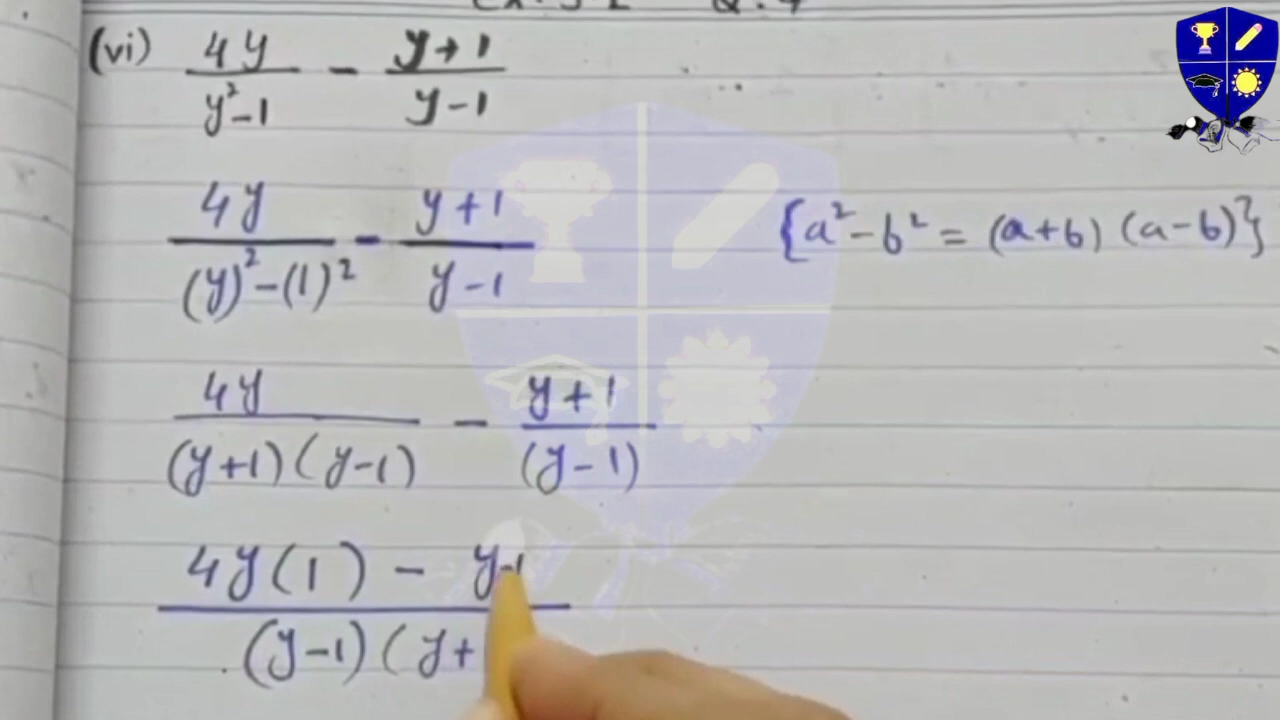 (vi) 4y/(y²-1) - (y+1)/(y-1)
4y/((y)²-(1)²) - (y+1)/(y-1) {a²-b² = (a+b) (a-b)}
4y/((y+1)(y-1)) - (y+1)/(y-1)
4y(1) - y
(y-1)(y+